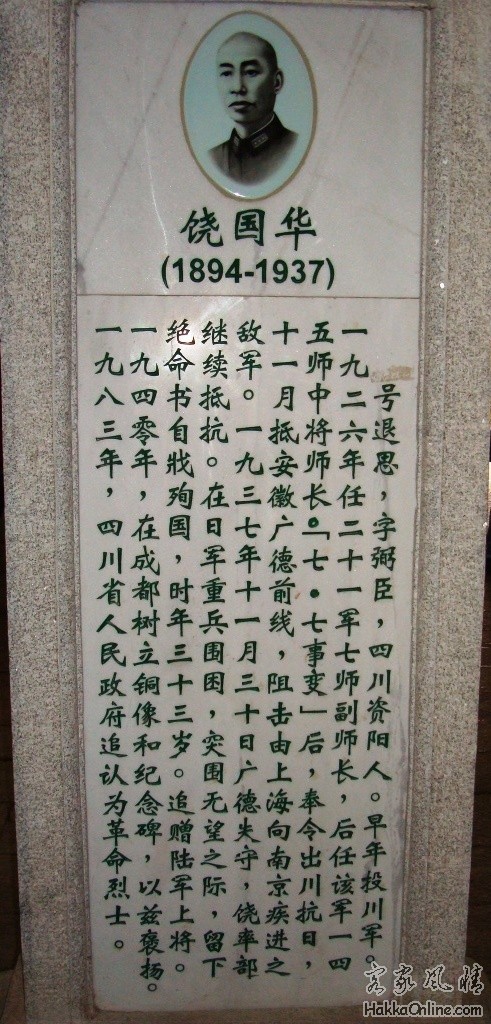 饶国华
(1894-1937)
号退思，字弼臣，四川资阳人。早年投川军。
一九二六年任二十一军七师副师长，后任该军一四
五师中将师长。「七·七事变」后，奉令出川抗日，
十一月抵安徽广德前线，阻击由上海向南京疾进之
敌军。一九三七年十一月三十日广德失守，饶率部
继续抵抗。在日军重兵围困，突围无望之际，留下
绝命书自戕殉国，时年三十三岁。追赠陆军上将。
一九四零年，在成都树立铜像和纪念碑，以兹褒扬。
一九八三年，四川省人民政府追认为革命烈士。
客家风情
HakkaOnline.com